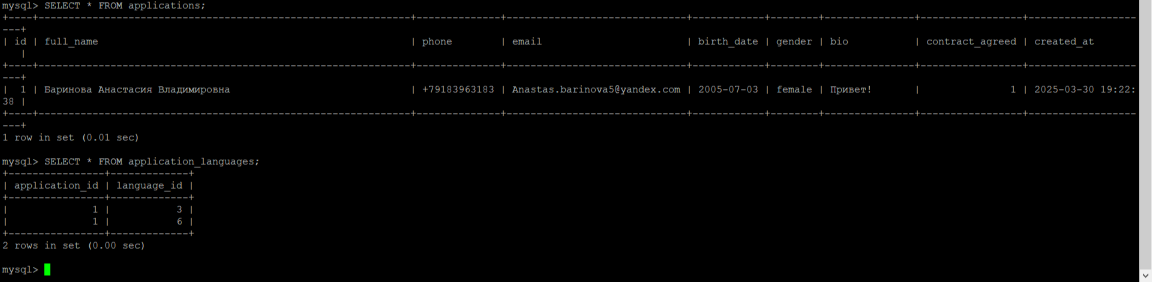 mysql> SELECT * FROM applications;
+----+----------------------------------------------------------------+--------------+-----------------------------+------------+--------+----------------+-----------------+------------------
---+
| id | full_name | phone | email | birth_date | gender | bio | contract_agreed | created_at
|
+----+----------------------------------------------------------------+--------------+-----------------------------+------------+--------+----------------+-----------------+------------------
---+
| 1 | Баринова Анастасия Владимировна | +79183963183 | Anastas.barinova5@yandex.com | 2005-07-03 | female | Привет! | 1 | 2025-03-30 19:22:
38 |
+----+----------------------------------------------------------------+--------------+-----------------------------+------------+--------+----------------+-----------------+------------------
---+
1 row in set (0.01 sec)
mysql> SELECT * FROM application_languages;
+----------------+-------------+
| application_id | language_id |
+----------------+-------------+
| 1 | 3 |
| 1 | 6 |
+----------------+-------------+
2 rows in set (0.00 sec)
mysql>